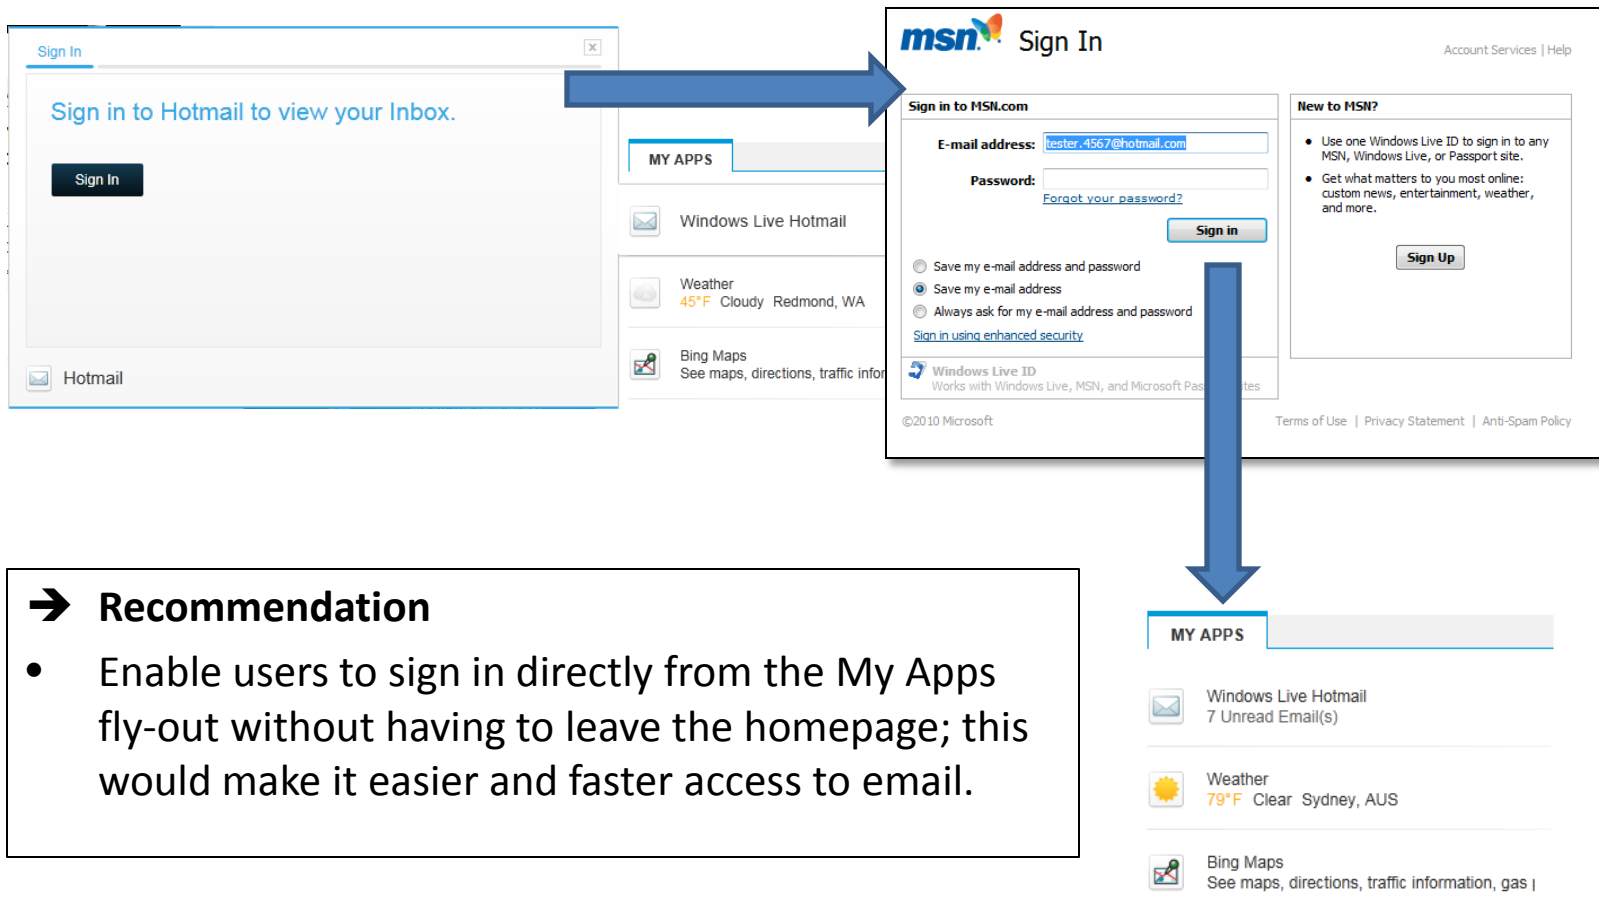 Sign In
x
Sign in to Hotmail to view your Inbox.
Sign In
Hotmail
MY APPS
Windows Live Hotmail
Weather
45°F Cloudy Redmond, WA
Bing Maps
See maps, directions, traffic infor
msn Sign In
Account Services | Help
Sign in to MSN.com
E-mail address: tester.4567@hotmail.com
Password:
Forgot your password?
Sign in
Save my e-mail address and password
Save my e-mail address
Always ask for my e-mail address and password
Sign in using enhanced security
Windows Live ID
Works with Windows Live, MSN, and Microsoft Pas tes
New to MSN?
• Use one Windows Live ID to sign in to any
MSN, Windows Live, or Passport site.
• Get what matters to you most online:
custom news, entertainment, weather,
and more.
Sign Up
©2010 Microsoft
Terms of Use | Privacy Statement | Anti-Spam Policy
➔ Recommendation
• Enable users to sign in directly from the My Apps
fly-out without having to leave the homepage; this
would make it easier and faster access to email.
MY APPS
Windows Live Hotmail
7 Unread Email(s)
Weather
79°F Clear Sydney, AUS
Bing Maps
See maps, directions, traffic information, gas